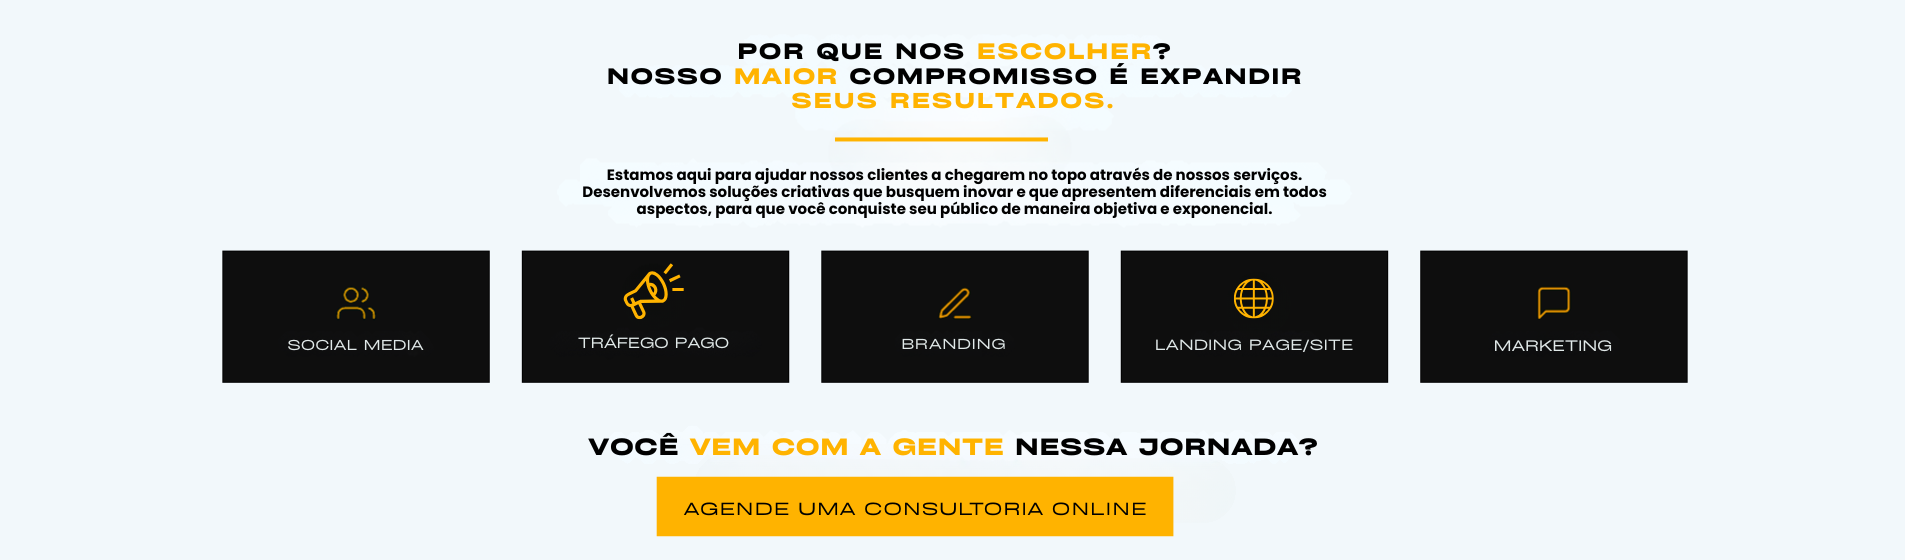 POR QUE NOS ESCOLHER?
NOSSO MAIOR COMPROMISSO É EXPANDIR
SEUS RESULTADOS.
Estamos aqui para ajudar nossos clientes a chegarem no topo através de nossos serviços.
Desenvolvemos soluções criativas que busquem inovar e que apresentem diferenciais em todos
aspectos, para que você conquiste seu público de maneira objetiva e exponencial.
SOCIAL MEDIA
TRÁFEGO PAGO
BRANDING
LANDING PAGE/SITE
MARKETING
VOCÊ VEM COM A GENTE NESSA JORNADA?
AGENDE UMA CONSULTORIA ONLINE